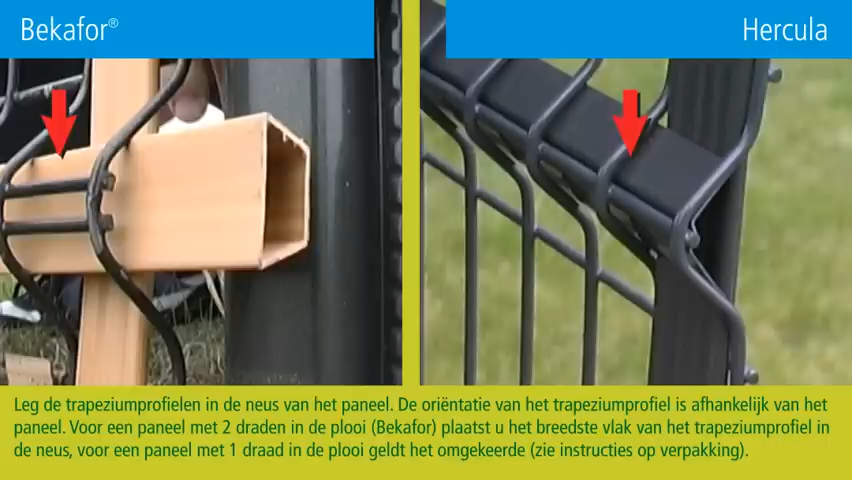 Bekafor®
Hercula
Leg de trapeziumprofielen in de neus van het paneel. De oriëntatie van het trapeziumprofiel is afhankelijk van het
paneel. Voor een paneel met 2 draden in de plooi (Bekafor) plaatst u het breedste vlak van het trapeziumprofiel in
de neus, voor een paneel met 1 draad in de plooi geldt het omgekeerde (zie instructies op verpakking).